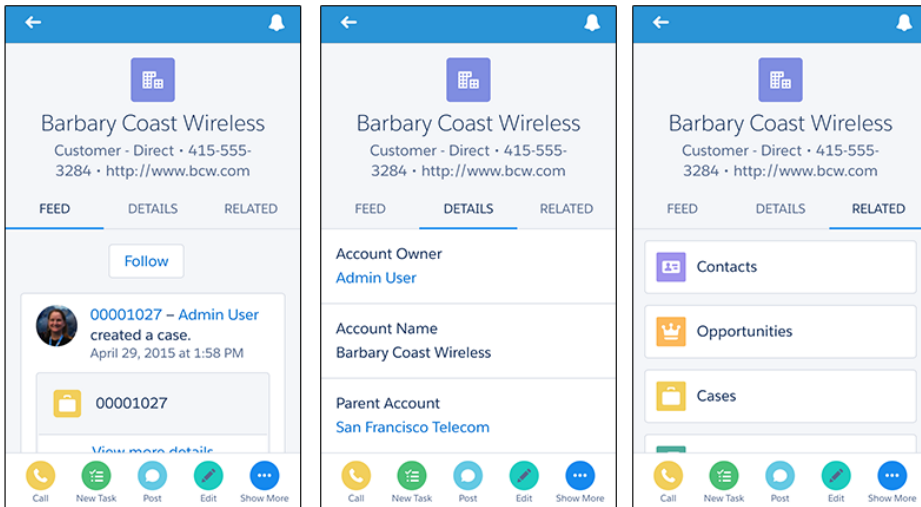 Barbary Coast Wireless
Customer - Direct • 415-555-
3284 • http://www.bcw.com
FEED DETAILS RELATED
Follow
00001027 – Admin User
created a case.
April 29, 2015 at 1:58 PM
00001027
View more details
Call New Task Post Edit Show More
Barbary Coast Wireless
Customer - Direct • 415-555-
3284 • http://www.bcw.com
FEED DETAILS RELATED
Account Owner
Admin User
Account Name
Barbary Coast Wireless
Parent Account
San Francisco Telecom
Call New Task Post Edit Show More
Barbary Coast Wireless
Customer - Direct • 415-555-
3284 • http://www.bcw.com
FEED DETAILS RELATED
Contacts
Opportunities
Cases
Call New Task Post Edit Show More